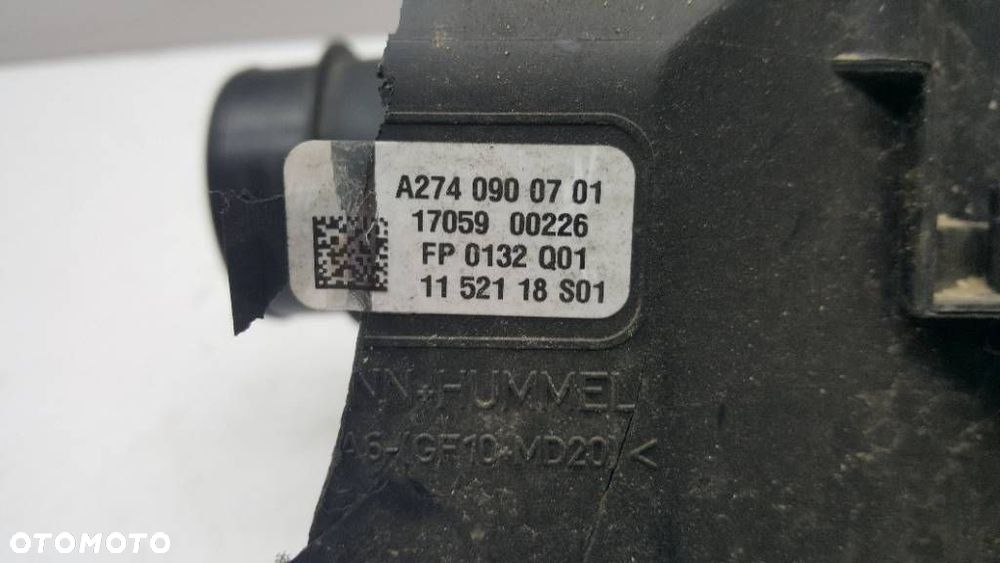 A274 090 07 01
17059 00226
FP 0132 Q01
11 521 18 S01
NN+HUMMEL
A6-(GF10+MD20)<
OTOMOTO